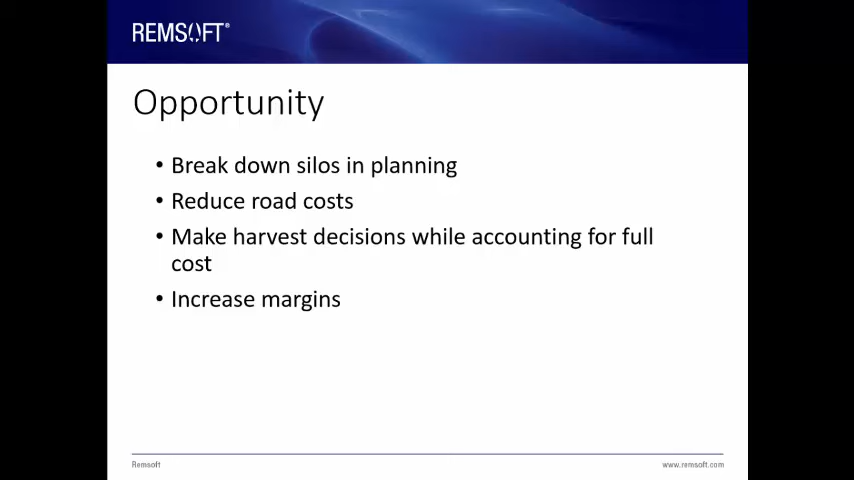 REMSOFT®
Opportunity
• Break down silos in planning
• Reduce road costs
• Make harvest decisions while accounting for full
cost
• Increase margins
Remsoft
www.remsoft.com